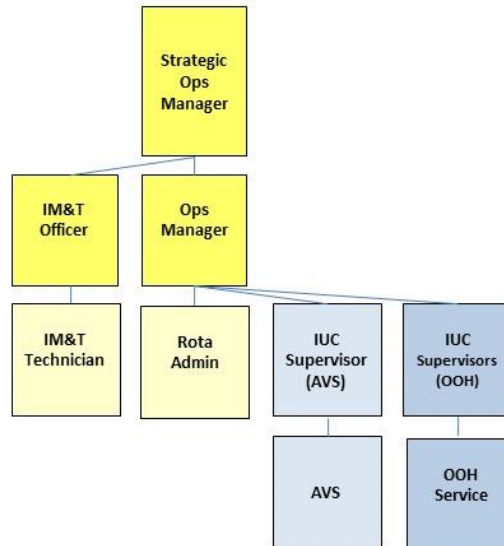 Strategic
Ops
Manager
IM&T
Officer
Ops
Manager
IM&T
Technician
Rota
Admin
IUC
Supervisor
(AVS)
IUC
Supervisors
(OOH)
AVS
OOH
Service